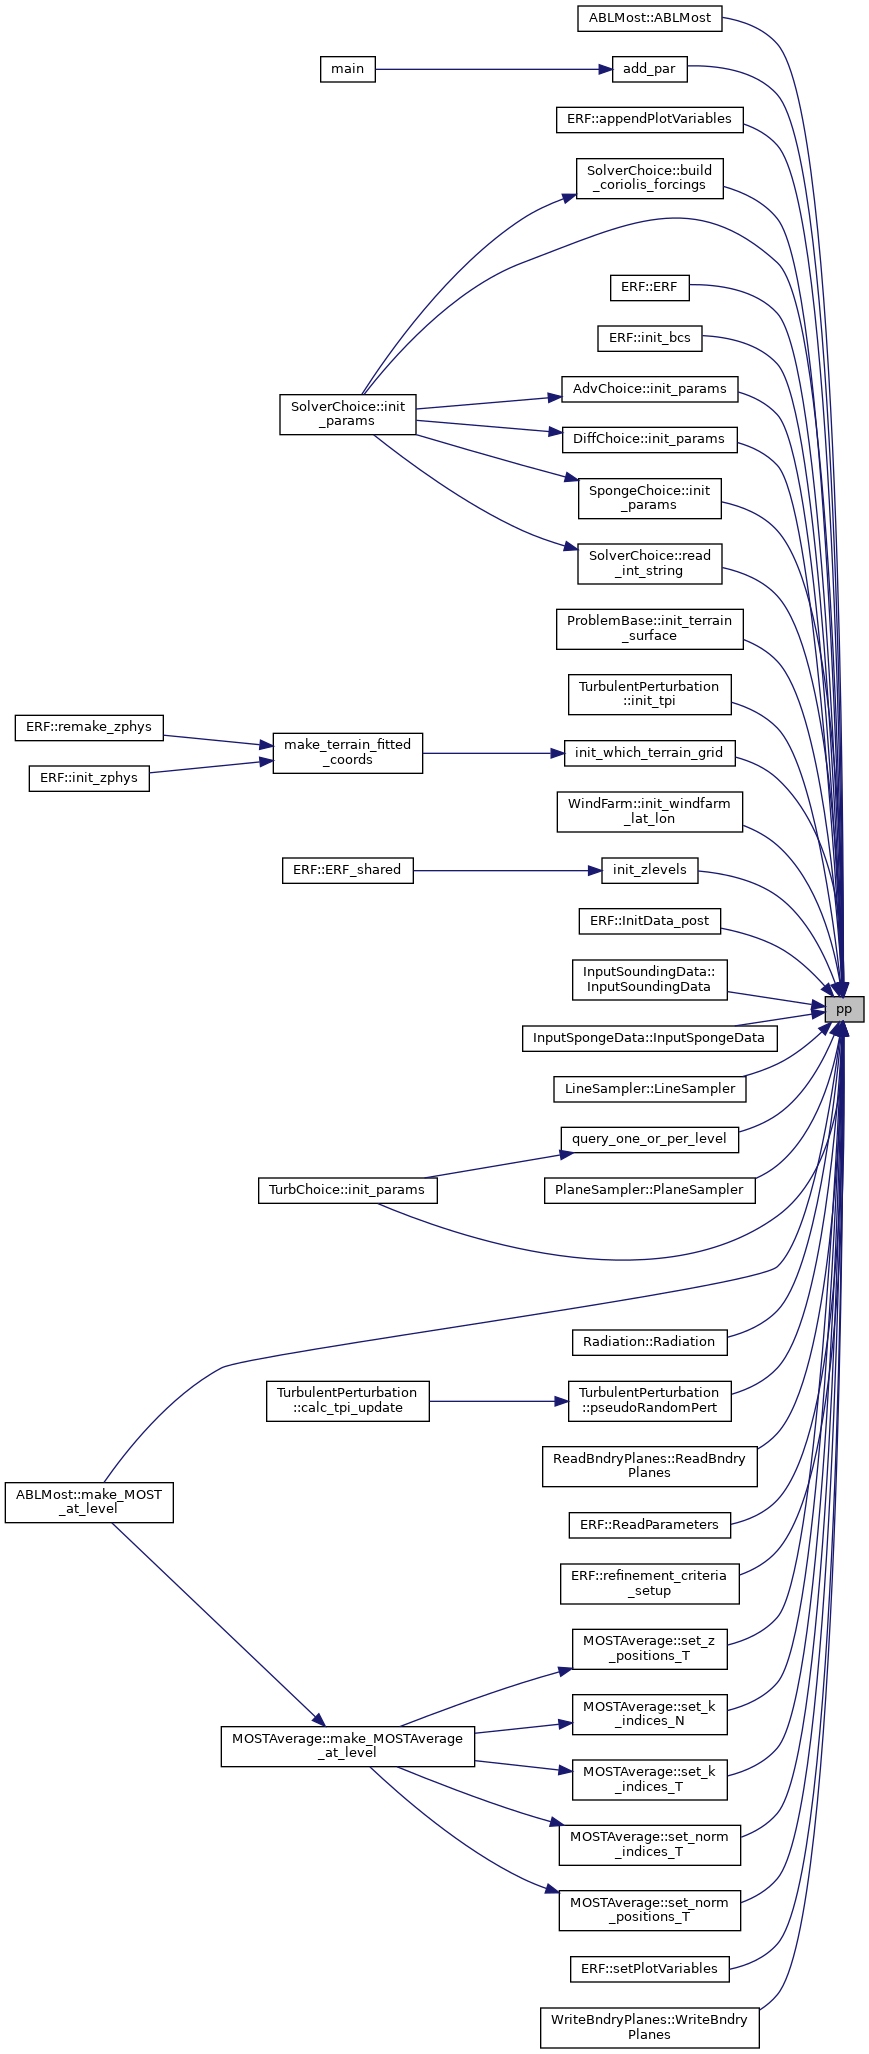 ABLMost::ABLMost
main
add_par
ERF::appendPlotVariables
SolverChoice::build
_coriolis_forcings
ERF::ERF
ERF::init_bcs
AdvChoice::init_params
SolverChoice::init
_params
DiffChoice::init_params
SpongeChoice::init
_params
SolverChoice::read
_int_string
ProblemBase::init_terrain
_surface
TurbulentPerturbation
::init_tpi
ERF::remake_zphys
make_terrain_fitted
_coords
init_which_terrain_grid
ERF::init_zphys
WindFarm::init_windfarm
_lat_lon
ERF::ERF_shared
init_zlevels
ERF::InitData_post
InputSoundingData::
InputSoundingData
pp
InputSpongeData::InputSpongeData
LineSampler::LineSampler
query_one_or_per_level
TurbChoice::init_params
PlaneSampler::PlaneSampler
Radiation::Radiation
TurbulentPerturbation
::calc_tpi_update
TurbulentPerturbation
::pseudoRandomPert
ReadBndryPlanes::ReadBndry
Planes
ABLMost::make_MOST
_at_level
ERF::ReadParameters
ERF::refinement_criteria
_setup
MOSTAverage::set_z
_positions_T
MOSTAverage::set_k
_indices_N
MOSTAverage::make_MOSTAverage
_at_level
MOSTAverage::set_k
_indices_T
MOSTAverage::set_norm
_indices_T
MOSTAverage::set_norm
_positions_T
ERF::setPlotVariables
WriteBndryPlanes::WriteBndry
Planes